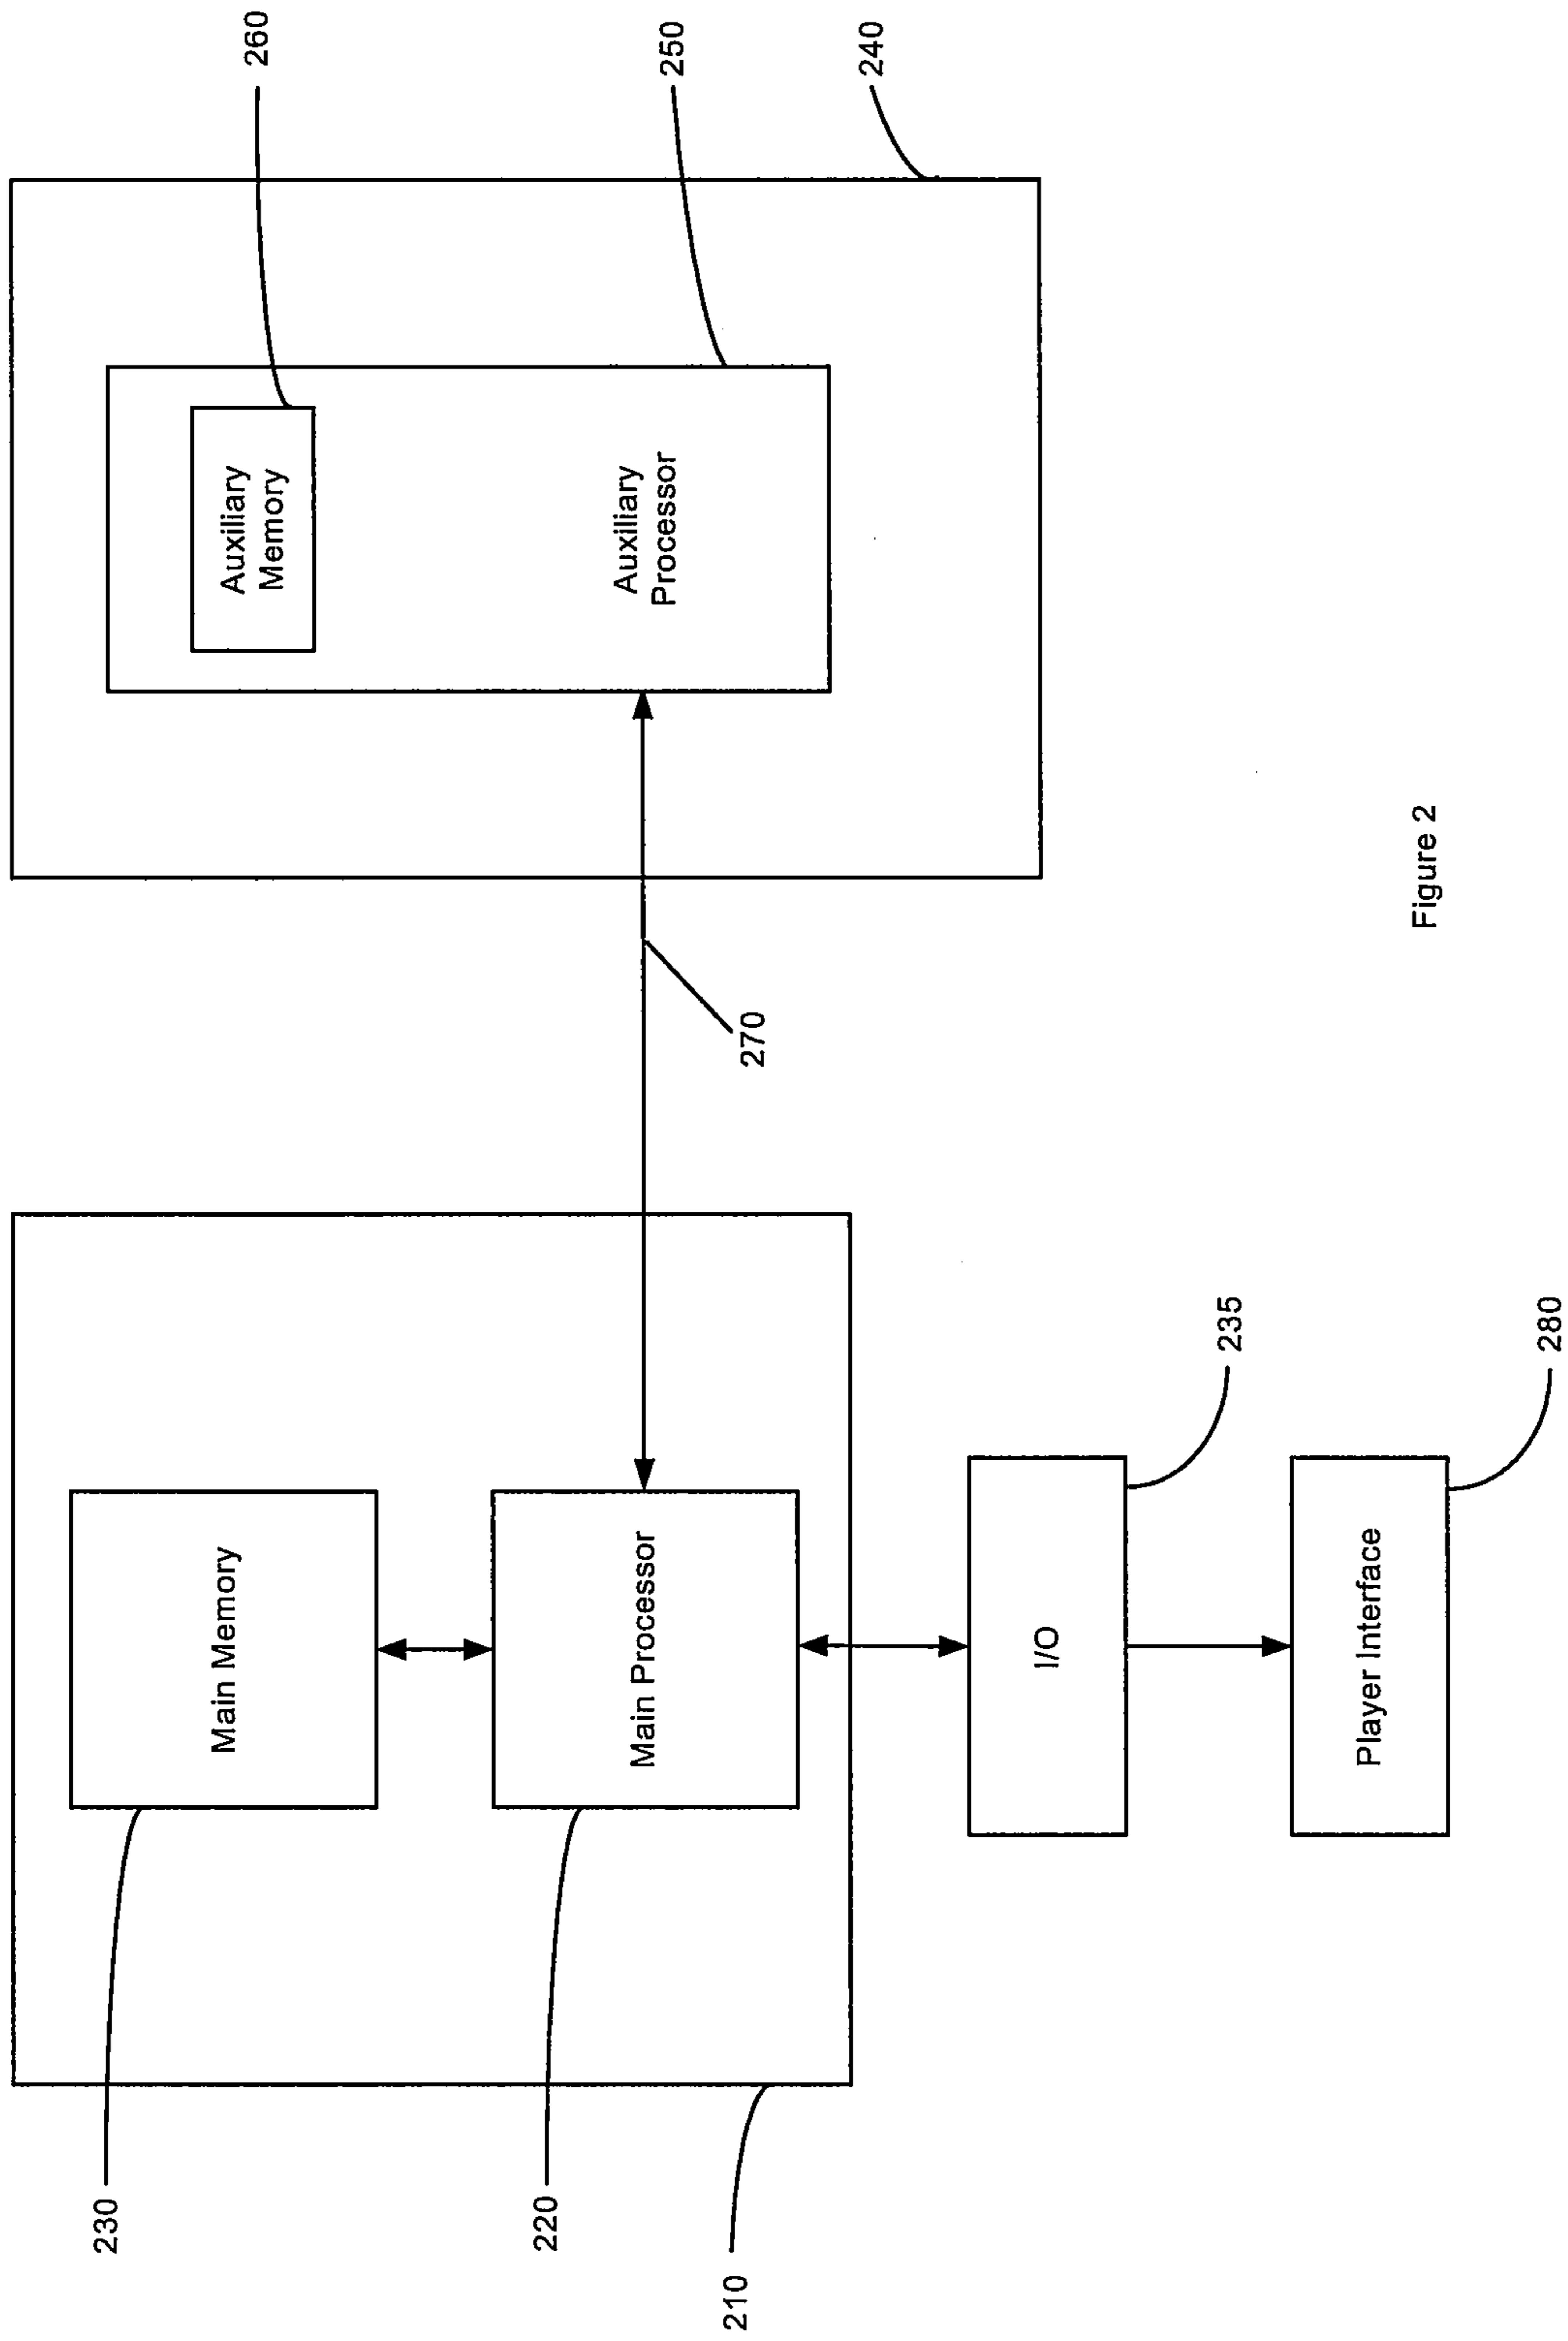 230
Main Memory
Auxiliary
Memory
260
220
Main Processor
Auxiliary
Processor
250
210
270
240
I/O
235
Player Interface
280
Figure 2